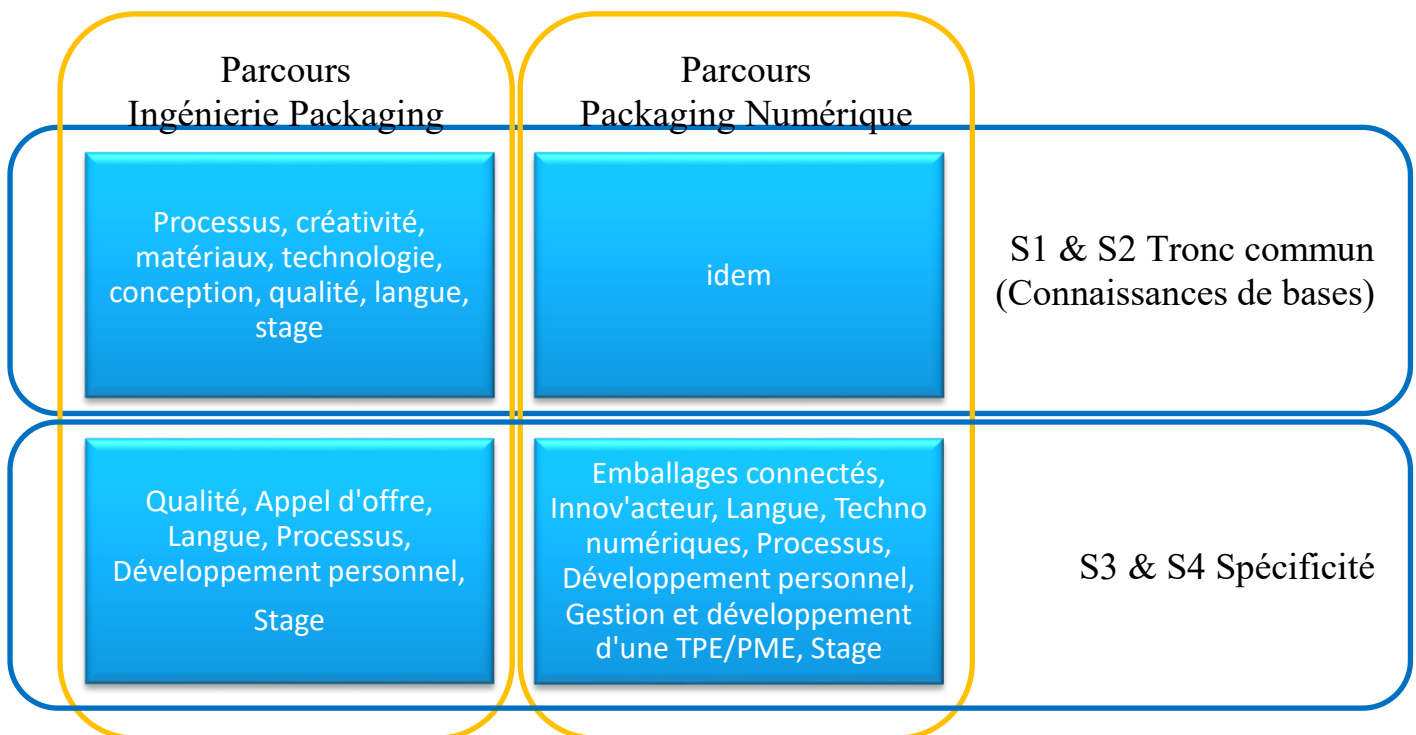 Parcours
Ingénierie Packaging
Parcours
Packaging Numérique
Processus, créativité,
matériaux, technologie,
conception, qualité, langue,
stage
idem
S1 & S2 Tronc commun
(Connaissances de bases)
Qualité, Appel d'offre,
Langue, Processus,
Développement personnel,
Stage
Emballages connectés,
Innov'acteur, Langue, Techno
numériques, Processus,
Développement personnel,
Gestion et développement
d'une TPE/PME, Stage
S3 & S4 Spécificité